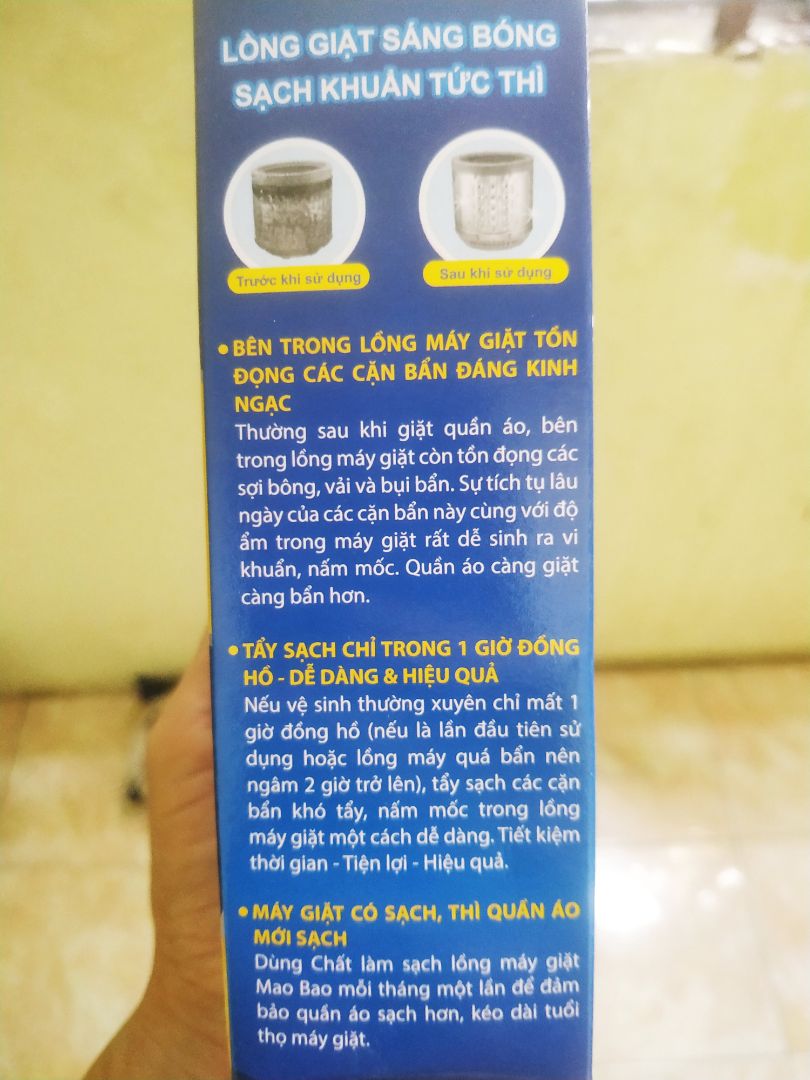 LÒNG GIẶT SÁNG BÓNG
SẠCH KHUẨN TỨC THÌ
Trước khi sử dụng
Sau khi sử dụng
• BÊN TRONG LỒNG MÁY GIẶT TỒN
ĐỌNG CÁC CẶN BẨN ĐÁNG KINH
NGẠC
Thường sau khi giặt quần áo, bên
trong lồng máy giặt còn tồn đọng các
sợi bông, vải và bụi bẩn. Sự tích tụ lâu
ngày của các cặn bẩn này cùng với độ
ẩm trong máy giặt rất dễ sinh ra vi
khuẩn, nấm mốc. Quần áo càng giặt
càng bẩn hơn.
• TẨY SẠCH CHỈ TRONG 1 GIỜ ĐỒNG
HỒ - DỄ DÀNG & HIỆU QUẢ
Nếu vệ sinh thường xuyên chỉ mất 1
giờ đồng hồ (nếu là lần đầu tiên sử
dụng hoặc lồng máy quá bẩn nên
ngâm 2 giờ trở lên), tẩy sạch các cặn
bẩn khó tẩy, nấm mốc trong lồng
máy giặt một cách dễ dàng. Tiết kiệm
thời gian - Tiện lợi - Hiệu quả.
• MÁY GIẶT CÓ SẠCH, THÌ QUẦN ÁO
MỚI SẠCH
Dùng Chất làm sạch lồng máy giặt
Mao Bao mỗi tháng một lần để đảm
bảo quần áo sạch hơn, kéo dài tuổi
thọ máy giặt.